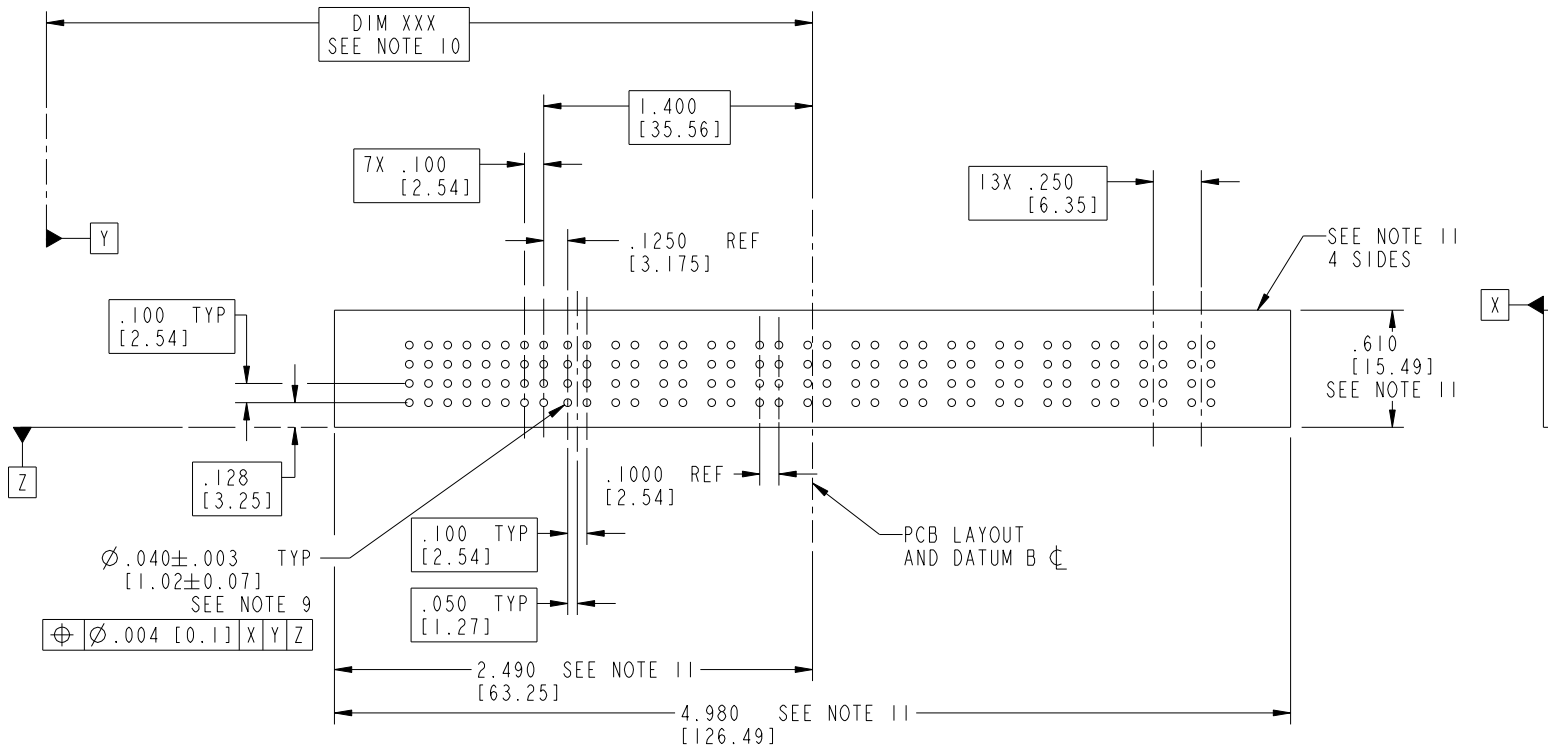 DIM XXX
SEE NOTE 10
1.400
[35.56]
7X .100
[2.54]
13X .250
[6.35]
Y
.1250 REF
[3.175]
SEE NOTE 11
4 SIDES
X
.100 TYP
[2.54]
.610
[15.49]
SEE NOTE 11
Z
.128
[3.25]
.1000 REF
[2.54]
.100 TYP
[2.54]
PCB LAYOUT
AND DATUM B ℄
Ø.040±.003 TYP
[1.02±0.07]
SEE NOTE 9
⌖ Ø.004 [0.1] X Y Z
.050 TYP
[1.27]
2.490 SEE NOTE 11
[63.25]
4.980 SEE NOTE 11
[126.49]